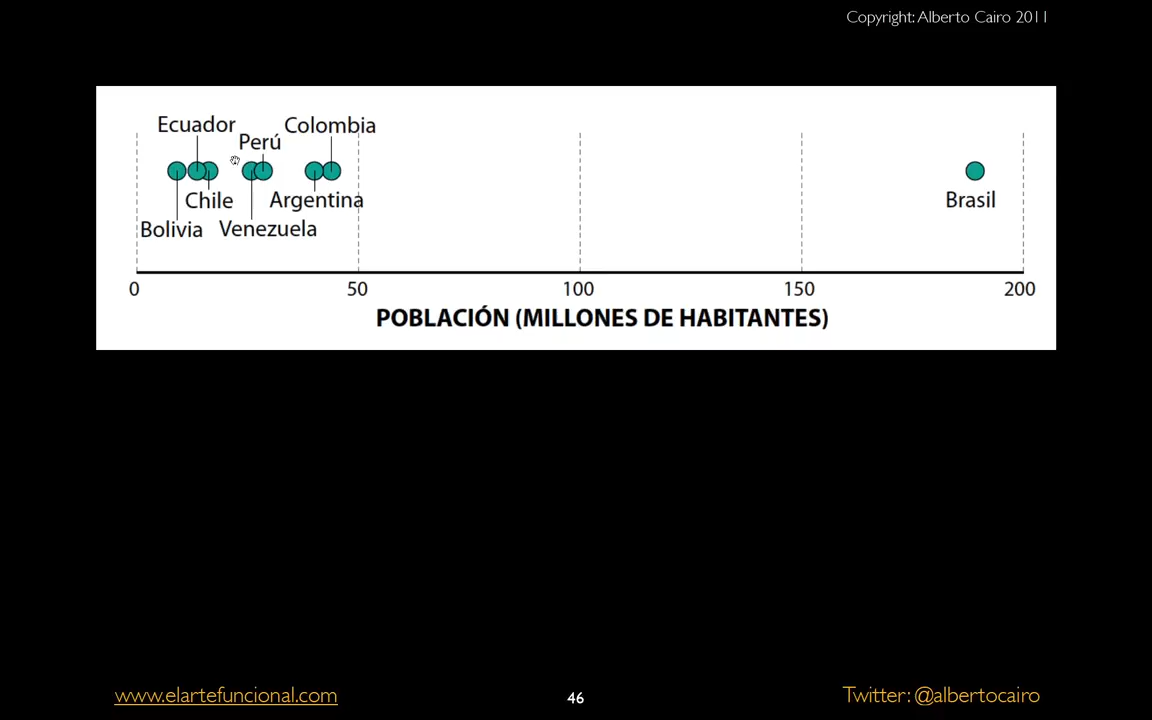 Copyright: Alberto Cairo 2011
Ecuador
Colombia
Perú
Chile
Argentina
Brasil
Bolivia
Venezuela
0
50
100
150
200
POBLACIÓN (MILLONES DE HABITANTES)
www.elartefuncional.com
46
Twitter: @albertocairo